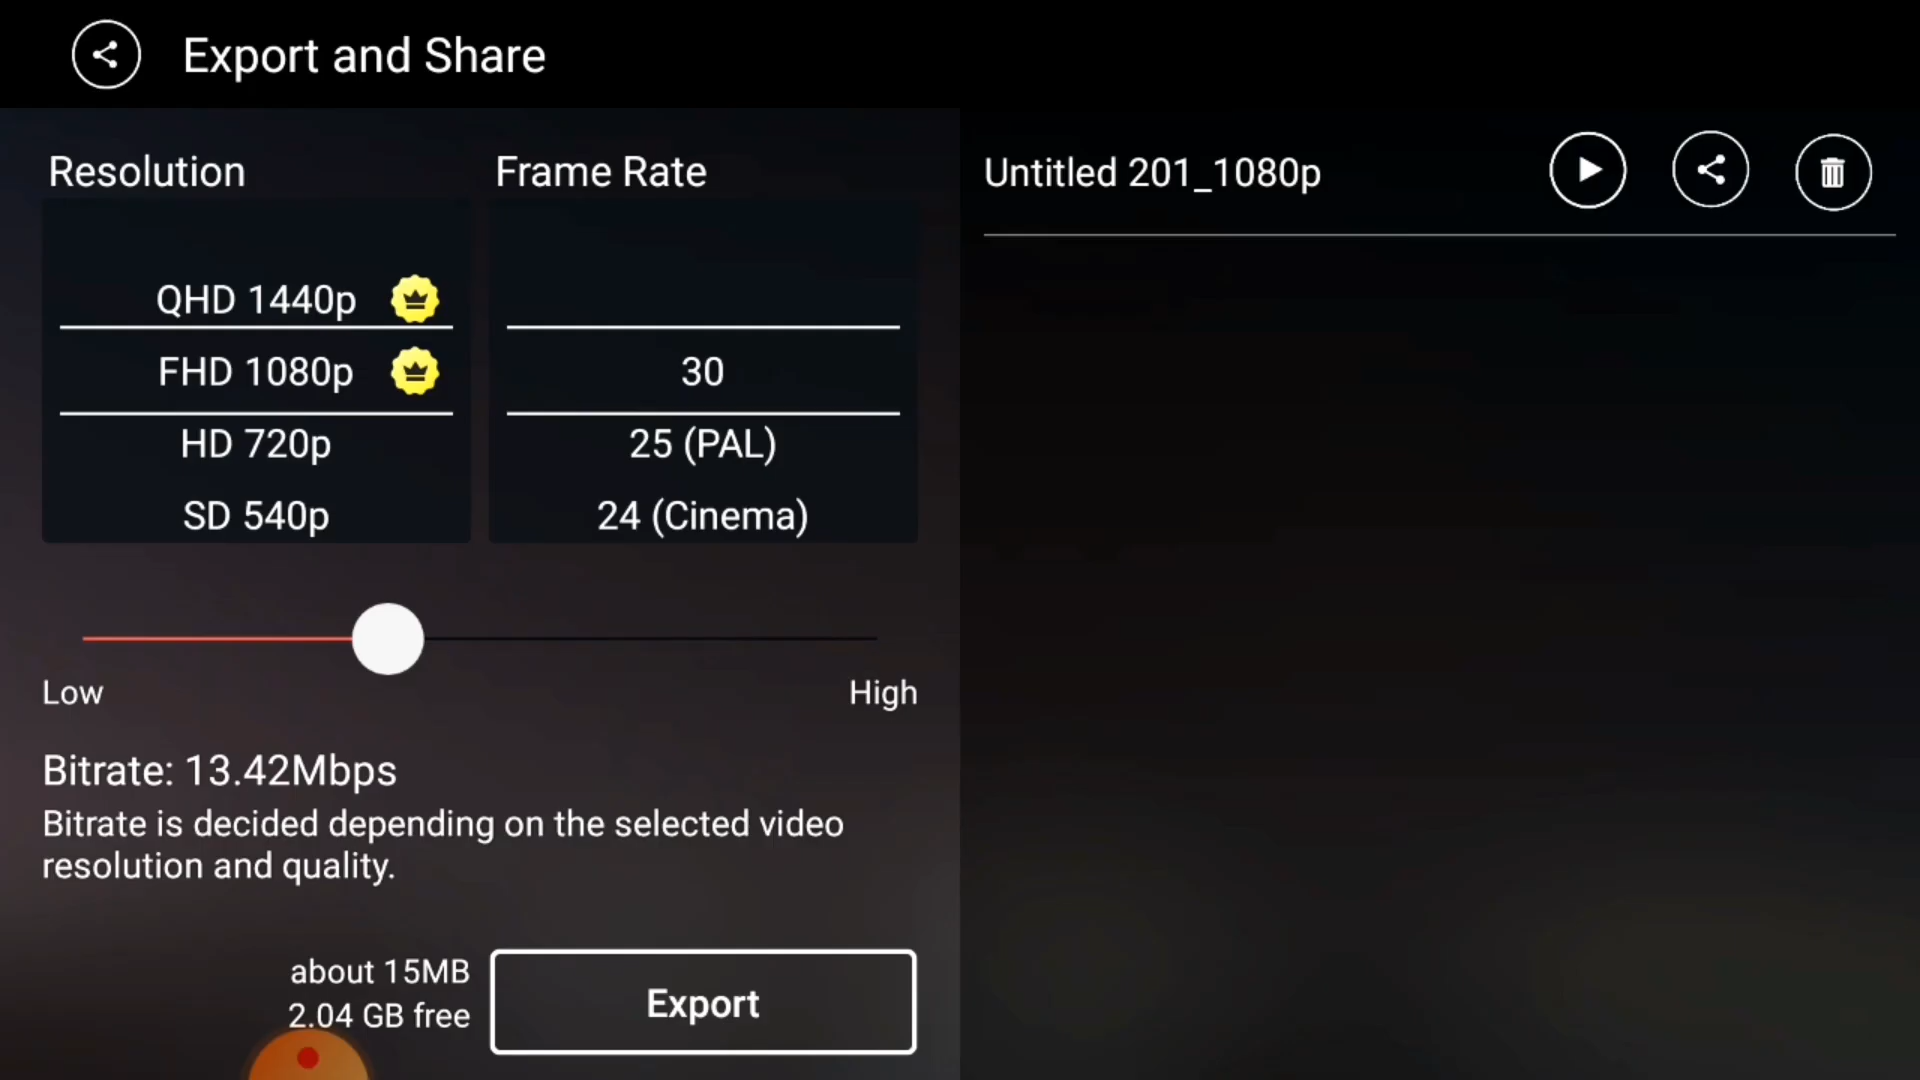 Export and Share
Resolution
QHD 1440p
FHD 1080p
HD 720p
SD 540p
Frame Rate
30
25 (PAL)
24 (Cinema)
Low
High
Bitrate: 13.42Mbps
Bitrate is decided depending on the selected video
resolution and quality.
about 15MB
2.04 GB free
Export
Untitled 201_1080p